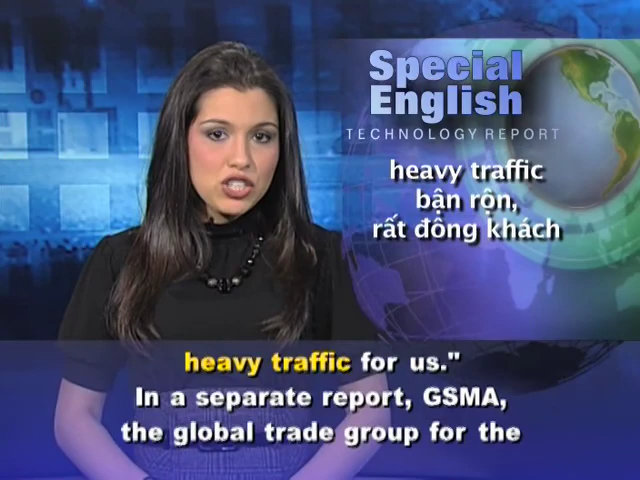 Special
English
TECHNOLOGY REPORT
heavy traffic
bận rộn,
rất đông khách
heavy traffic for us."
In a separate report, GSMA,
the global trade group for the